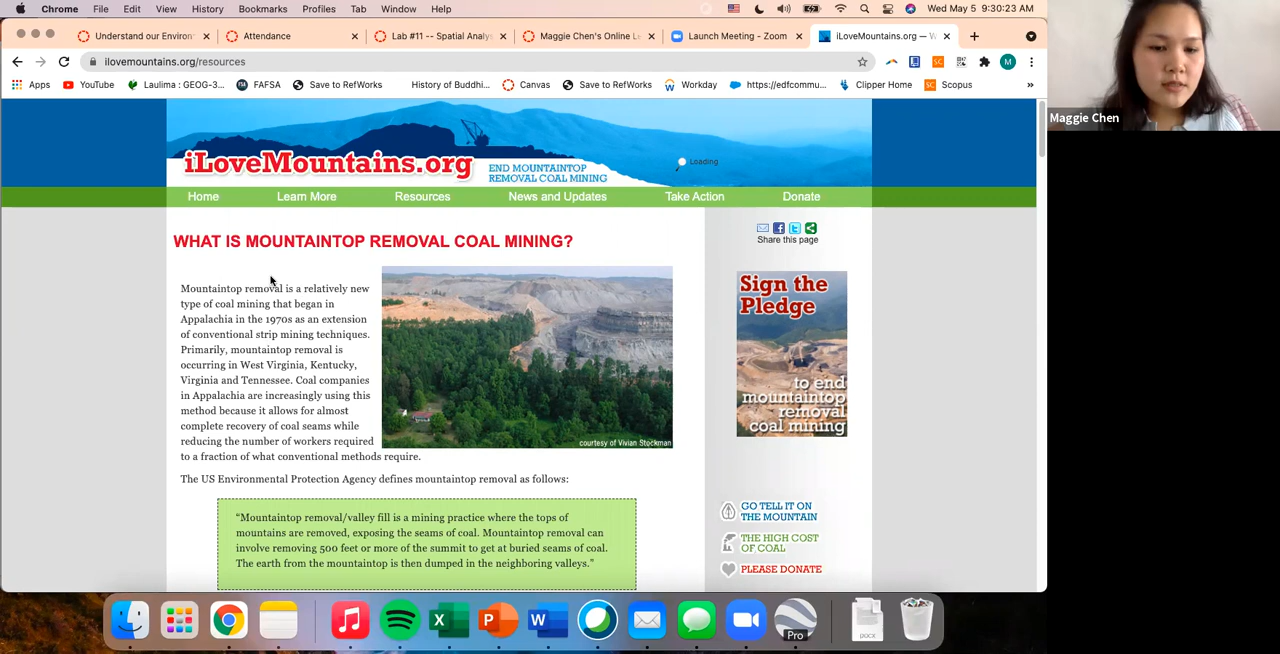 Chrome File Edit View History Bookmarks Profiles Tab Window Help Wed May 5 9:30:23 AM
Understand our Environ Attendance Lab #11 -- Spatial Analys Maggie Chen's Online L Launch Meeting - Zoom iLoveMountains.org — W
ilovemountains.org/resources M
Apps YouTube Laulima : GEOG-3... FAFSA Save to RefWorks History of Buddhi... Canvas Save to RefWorks Workday https://edfcommu... Clipper Home SC Scopus »
Maggie Chen
iLoveMountains.org
END MOUNTAINTOP
REMOVAL COAL MINING
Loading
Home Learn More Resources News and Updates Take Action Donate
WHAT IS MOUNTAINTOP REMOVAL COAL MINING?
Mountaintop removal is a relatively new
type of coal mining that began in
Appalachia in the 1970s as an extension
of conventional strip mining techniques.
Primarily, mountaintop removal is
occurring in West Virginia, Kentucky,
Virginia and Tennessee. Coal companies
in Appalachia are increasingly using this
method because it allows for almost
complete recovery of coal seams while
reducing the number of workers required
to a fraction of what conventional methods require.
courtesy of Vivian Stockman
The US Environmental Protection Agency defines mountaintop removal as follows:
“Mountaintop removal/valley fill is a mining practice where the tops of
mountains are removed, exposing the seams of coal. Mountaintop removal can
involve removing 500 feet or more of the summit to get at buried seams of coal.
The earth from the mountaintop is then dumped in the neighboring valleys.”
Share this page
Sign the
Pledge
to end
mountaintop
removal
coal mining
GO TELL IT ON
THE MOUNTAIN
THE HIGH COST
OF COAL
PLEASE DONATE
Pro
DOCX